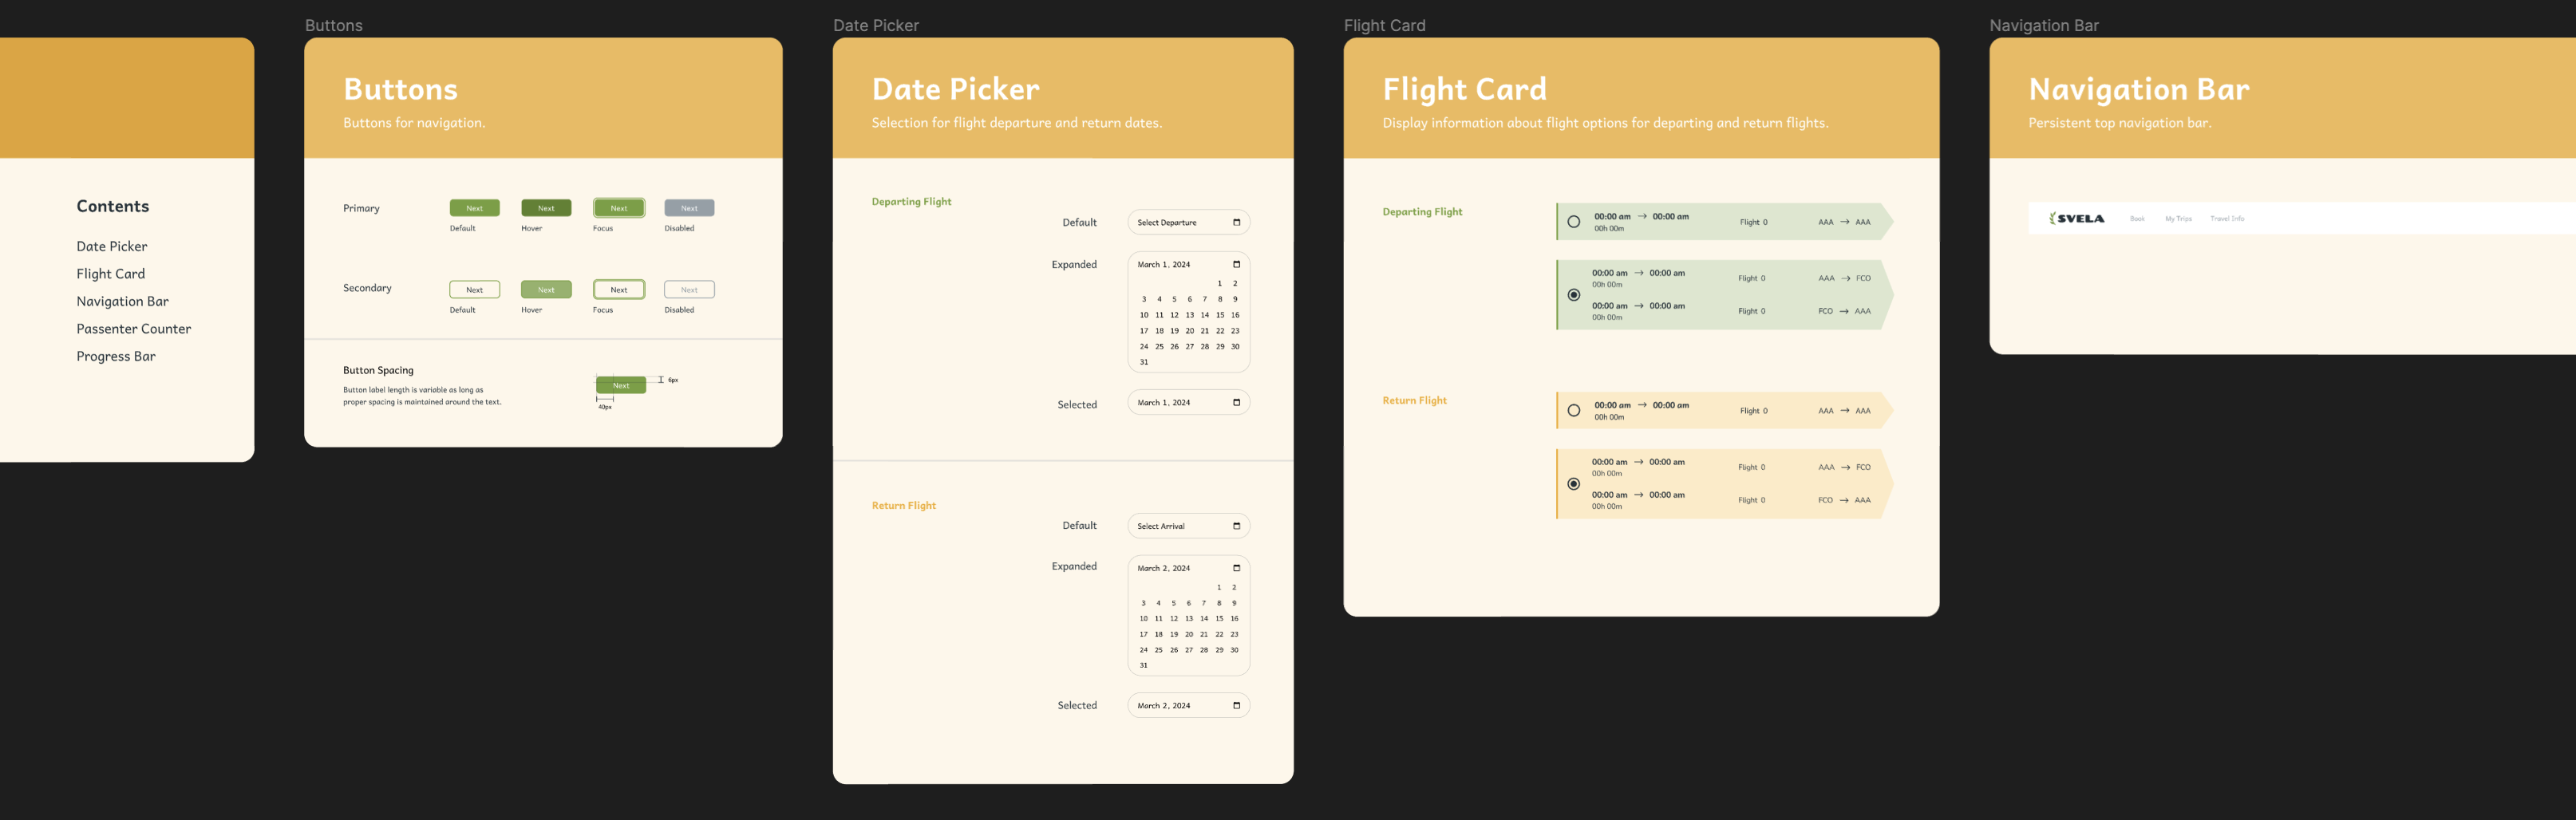 Contents
Date Picker
Flight Card
Navigation Bar
Passenter Counter
Progress Bar
Buttons
Buttons
Buttons for navigation.
Primary
Next Next Next Next
Default Hover Focus Disabled
Secondary
Next Next Next Next
Default Hover Focus Disabled
Button Spacing
Button label length is variable as long as
proper spacing is maintained around the text.
Next
6px
40px
Date Picker
Date Picker
Selection for flight departure and return dates.
Departing Flight
Default
Select Departure
Expanded
March 1, 2024
1 2
3 4 5 6 7 8 9
10 11 12 13 14 15 16
17 18 19 20 21 22 23
24 25 26 27 28 29 30
31
Selected
March 1, 2024
Return Flight
Default
Select Arrival
Expanded
March 2, 2024
1 2
3 4 5 6 7 8 9
10 11 12 13 14 15 16
17 18 19 20 21 22 23
24 25 26 27 28 29 30
31
Selected
March 2, 2024
Flight Card
Flight Card
Display information about flight options for departing and return flights.
Departing Flight
00:00 am → 00:00 am Flight 0 AAA → AAA
00h 00m
00:00 am → 00:00 am Flight 0 AAA → FCO
00h 00m
00:00 am → 00:00 am Flight 0 FCO → AAA
00h 00m
Return Flight
00:00 am → 00:00 am Flight 0 AAA → AAA
00h 00m
00:00 am → 00:00 am Flight 0 AAA → FCO
00h 00m
00:00 am → 00:00 am Flight 0 FCO → AAA
00h 00m
Navigation Bar
Navigation Bar
Persistent top navigation bar.
SVELA Book My Trips Travel Info